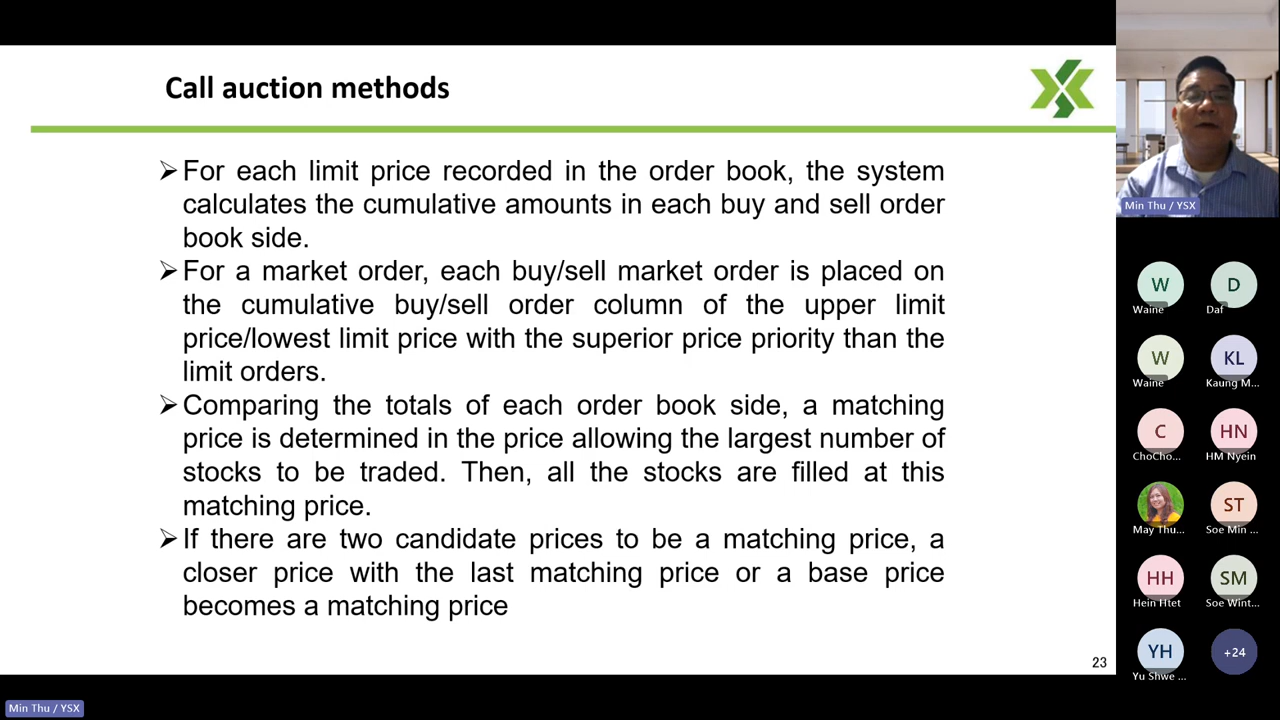 Call auction methods
➢For each limit price recorded in the order book, the system
calculates the cumulative amounts in each buy and sell order
book side.
➢For a market order, each buy/sell market order is placed on
the cumulative buy/sell order column of the upper limit
price/lowest limit price with the superior price priority than the
limit orders.
➢Comparing the totals of each order book side, a matching
price is determined in the price allowing the largest number of
stocks to be traded. Then, all the stocks are filled at this
matching price.
➢If there are two candidate prices to be a matching price, a
closer price with the last matching price or a base price
becomes a matching price
23
Min Thu / YSX
Min Thu / YSX
W
D
Waine
Daf
W
KL
Waine
Kaung M...
C
HN
ChoCho...
HM Nyein
ST
May Thu...
Soe Min ...
HH
SM
Hein Htet
Soe Wint...
YH
+24
Yu Shwe ...